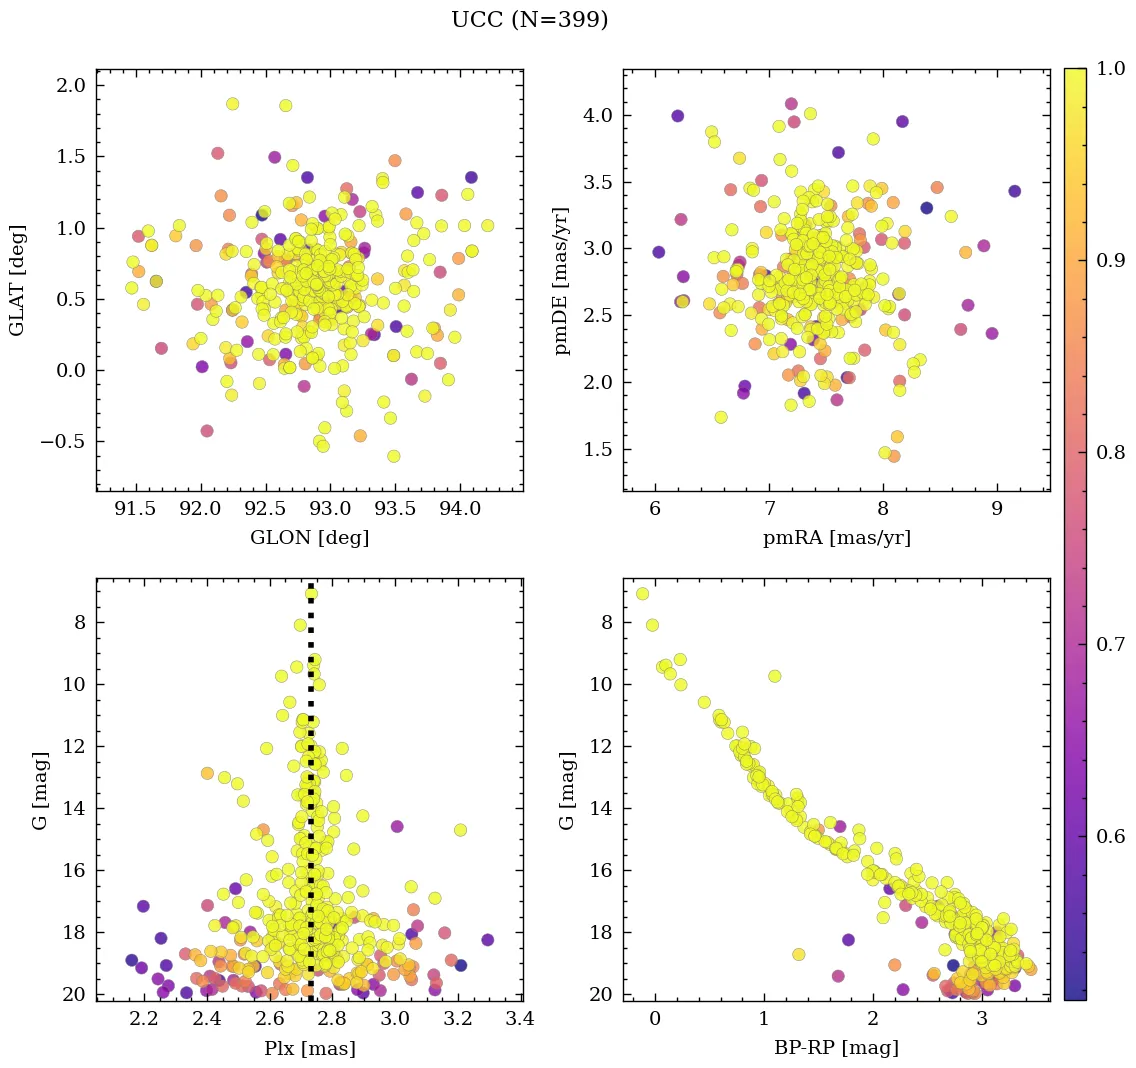 UCC (N=399)
2.0
1.5
1.0
0.5
0.0
−0.5
GLAT [deg]
91.5 92.0 92.5 93.0 93.5 94.0
GLON [deg]
4.0
3.5
3.0
2.5
2.0
1.5
pmDE [mas/yr]
6 7 8 9
pmRA [mas/yr]
8
10
12
14
16
18
20
G [mag]
2.2 2.4 2.6 2.8 3.0 3.2 3.4
Plx [mas]
8
10
12
14
16
18
20
G [mag]
0 1 2 3
BP-RP [mag]
1.0
0.9
0.8
0.7
0.6